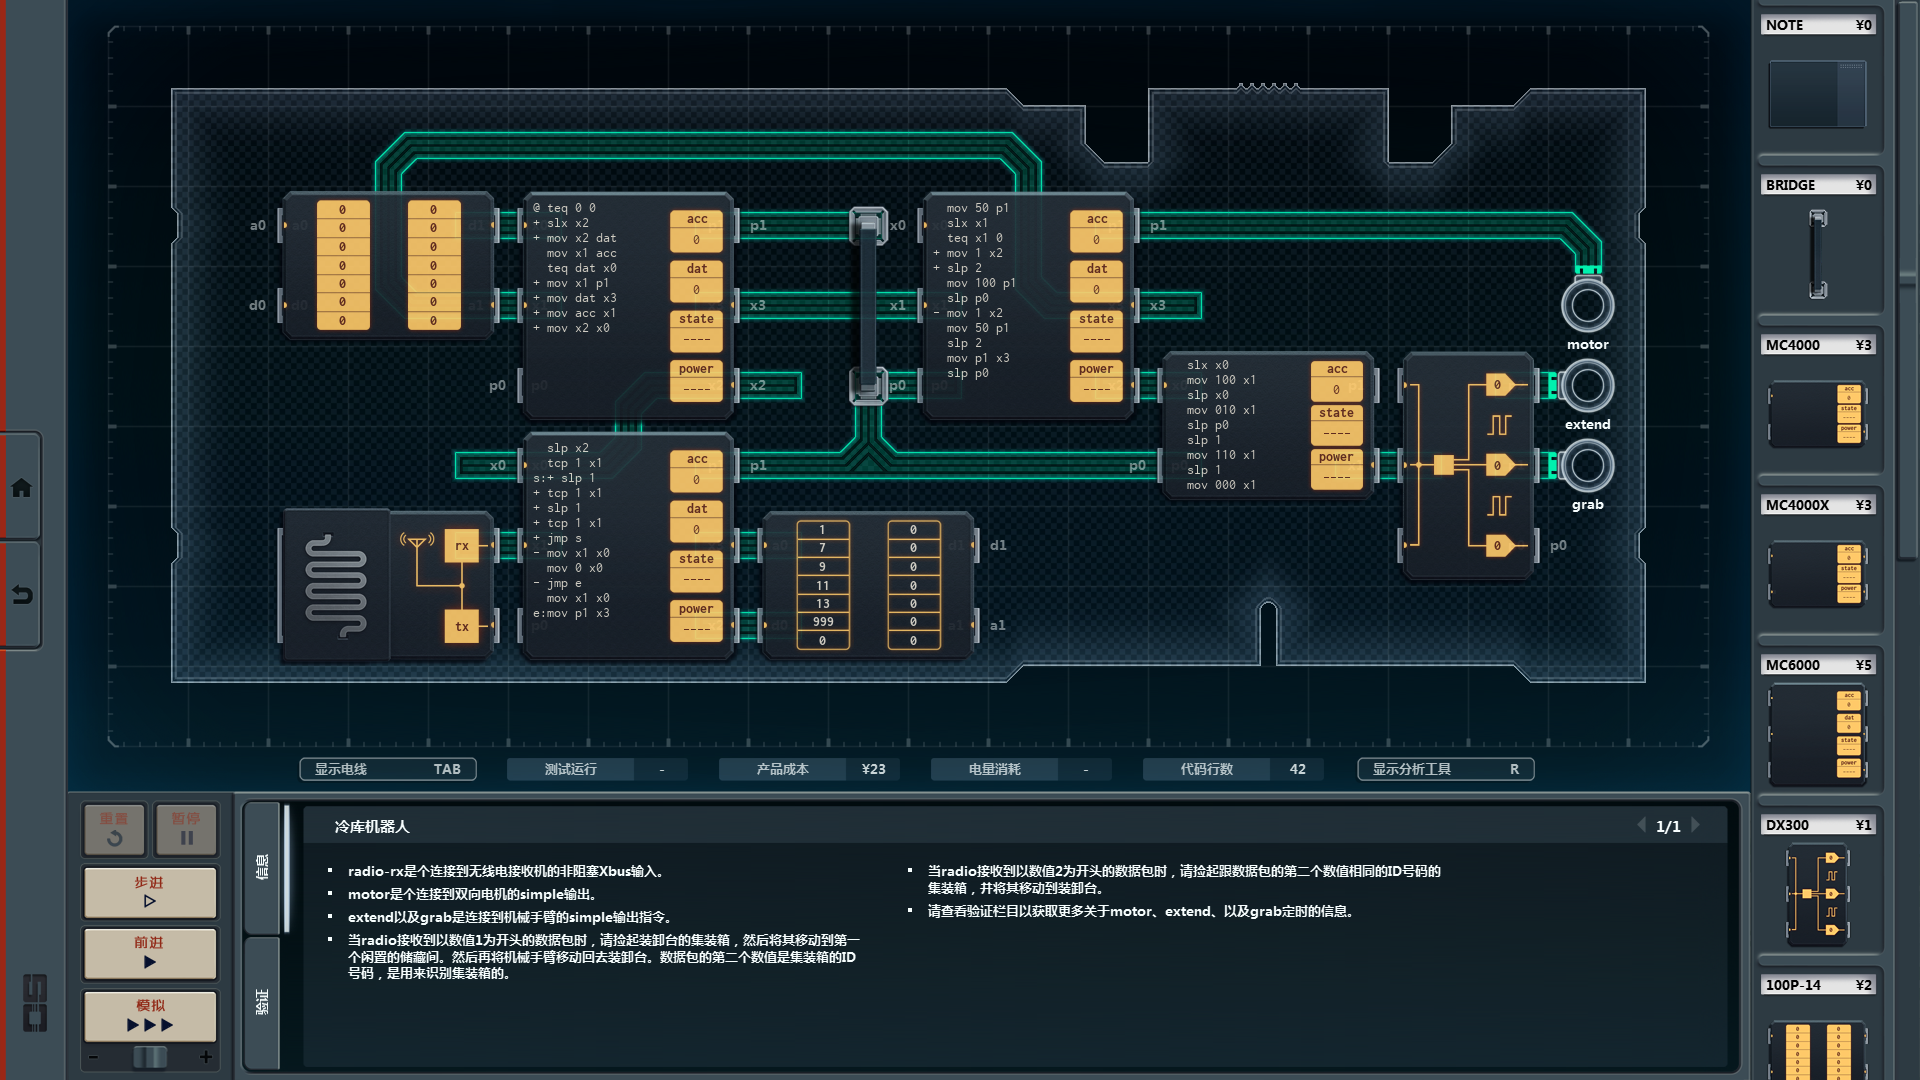 NOTE ¥0
BRIDGE ¥0
MC4000 ¥3
acc
0
state
----
power
----
MC4000X ¥3
acc
0
state
----
power
----
MC6000 ¥5
acc
0
dat
0
state
----
power
----
DX300 ¥1
100P-14 ¥2
a0
d0
0 0
0 0
0 0
0 0
0 0
0 0
0 0
@ teq 0 0
+ slx x2
+ mov x2 dat
mov x1 acc
teq dat x0
+ mov x1 p1
+ mov dat x3
+ mov acc x1
+ mov x2 x0
acc
0
dat
0
state
----
power
----
p0
p1
x3
x2
x0
x1
p0
mov 50 p1
slx x1
teq x1 0
+ mov 1 x2
+ slp 2
mov 100 p1
slp p0
- mov 1 x2
mov 50 p1
slp 2
mov p1 x3
slp p0
acc
0
dat
0
state
----
power
----
p1
x3
motor
extend
grab
slp x2
tcp 1 x1
s:+ slp 1
+ tcp 1 x1
+ slp 1
+ tcp 1 x1
+ jmp s
- mov x1 x0
mov 0 x0
- jmp e
mov x1 x0
e:mov p1 x3
acc
0
dat
0
state
----
power
----
x0
p1
rx
tx
1 0
7 0
9 0
11 0
13 0
999 0
0 0
d1
a1
p0
slx x0
mov 100 x1
slp x0
mov 010 x1
slp p0
slp 1
mov 110 x1
slp 1
mov 000 x1
acc
0
state
----
power
----
0
0
0
p0
显示电线 TAB
测试运行 -
产品成本 ¥23
电量消耗 -
代码行数 42
显示分析工具 R
重置
暂停
步进
前进
模拟
- +
信息
验证
冷库机器人
1/1
▪ radio-rx是个连接到无线电接收机的非阻塞Xbus输入。
▪ motor是个连接到双向电机的simple输出。
▪ extend以及grab是连接到机械手臂的simple输出指令。
▪ 当radio接收到以数值1为开头的数据包时，请捡起装卸台的集装箱，然后将其移动到第一
个闲置的储藏间。然后再将机械手臂移动回去装卸台。数据包的第二个数值是集装箱的ID
号码，是用来识别集装箱的。
▪ 当radio接收到以数值2为开头的数据包时，请捡起跟数据包的第二个数值相同的ID号码的
集装箱，并将其移动到装卸台。
▪ 请查看验证栏目以获取更多关于motor、extend、以及grab定时的信息。